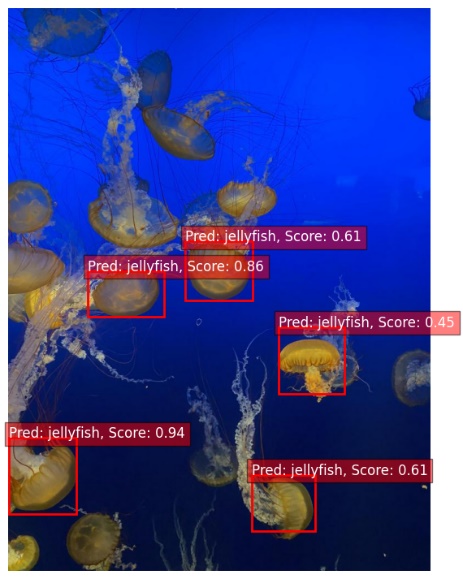 Pred: jellyfish, Score: 0.61
Pred: jellyfish, Score: 0.86
Pred: jellyfish, Score: 0.45
Pred: jellyfish, Score: 0.94
Pred: jellyfish, Score: 0.61